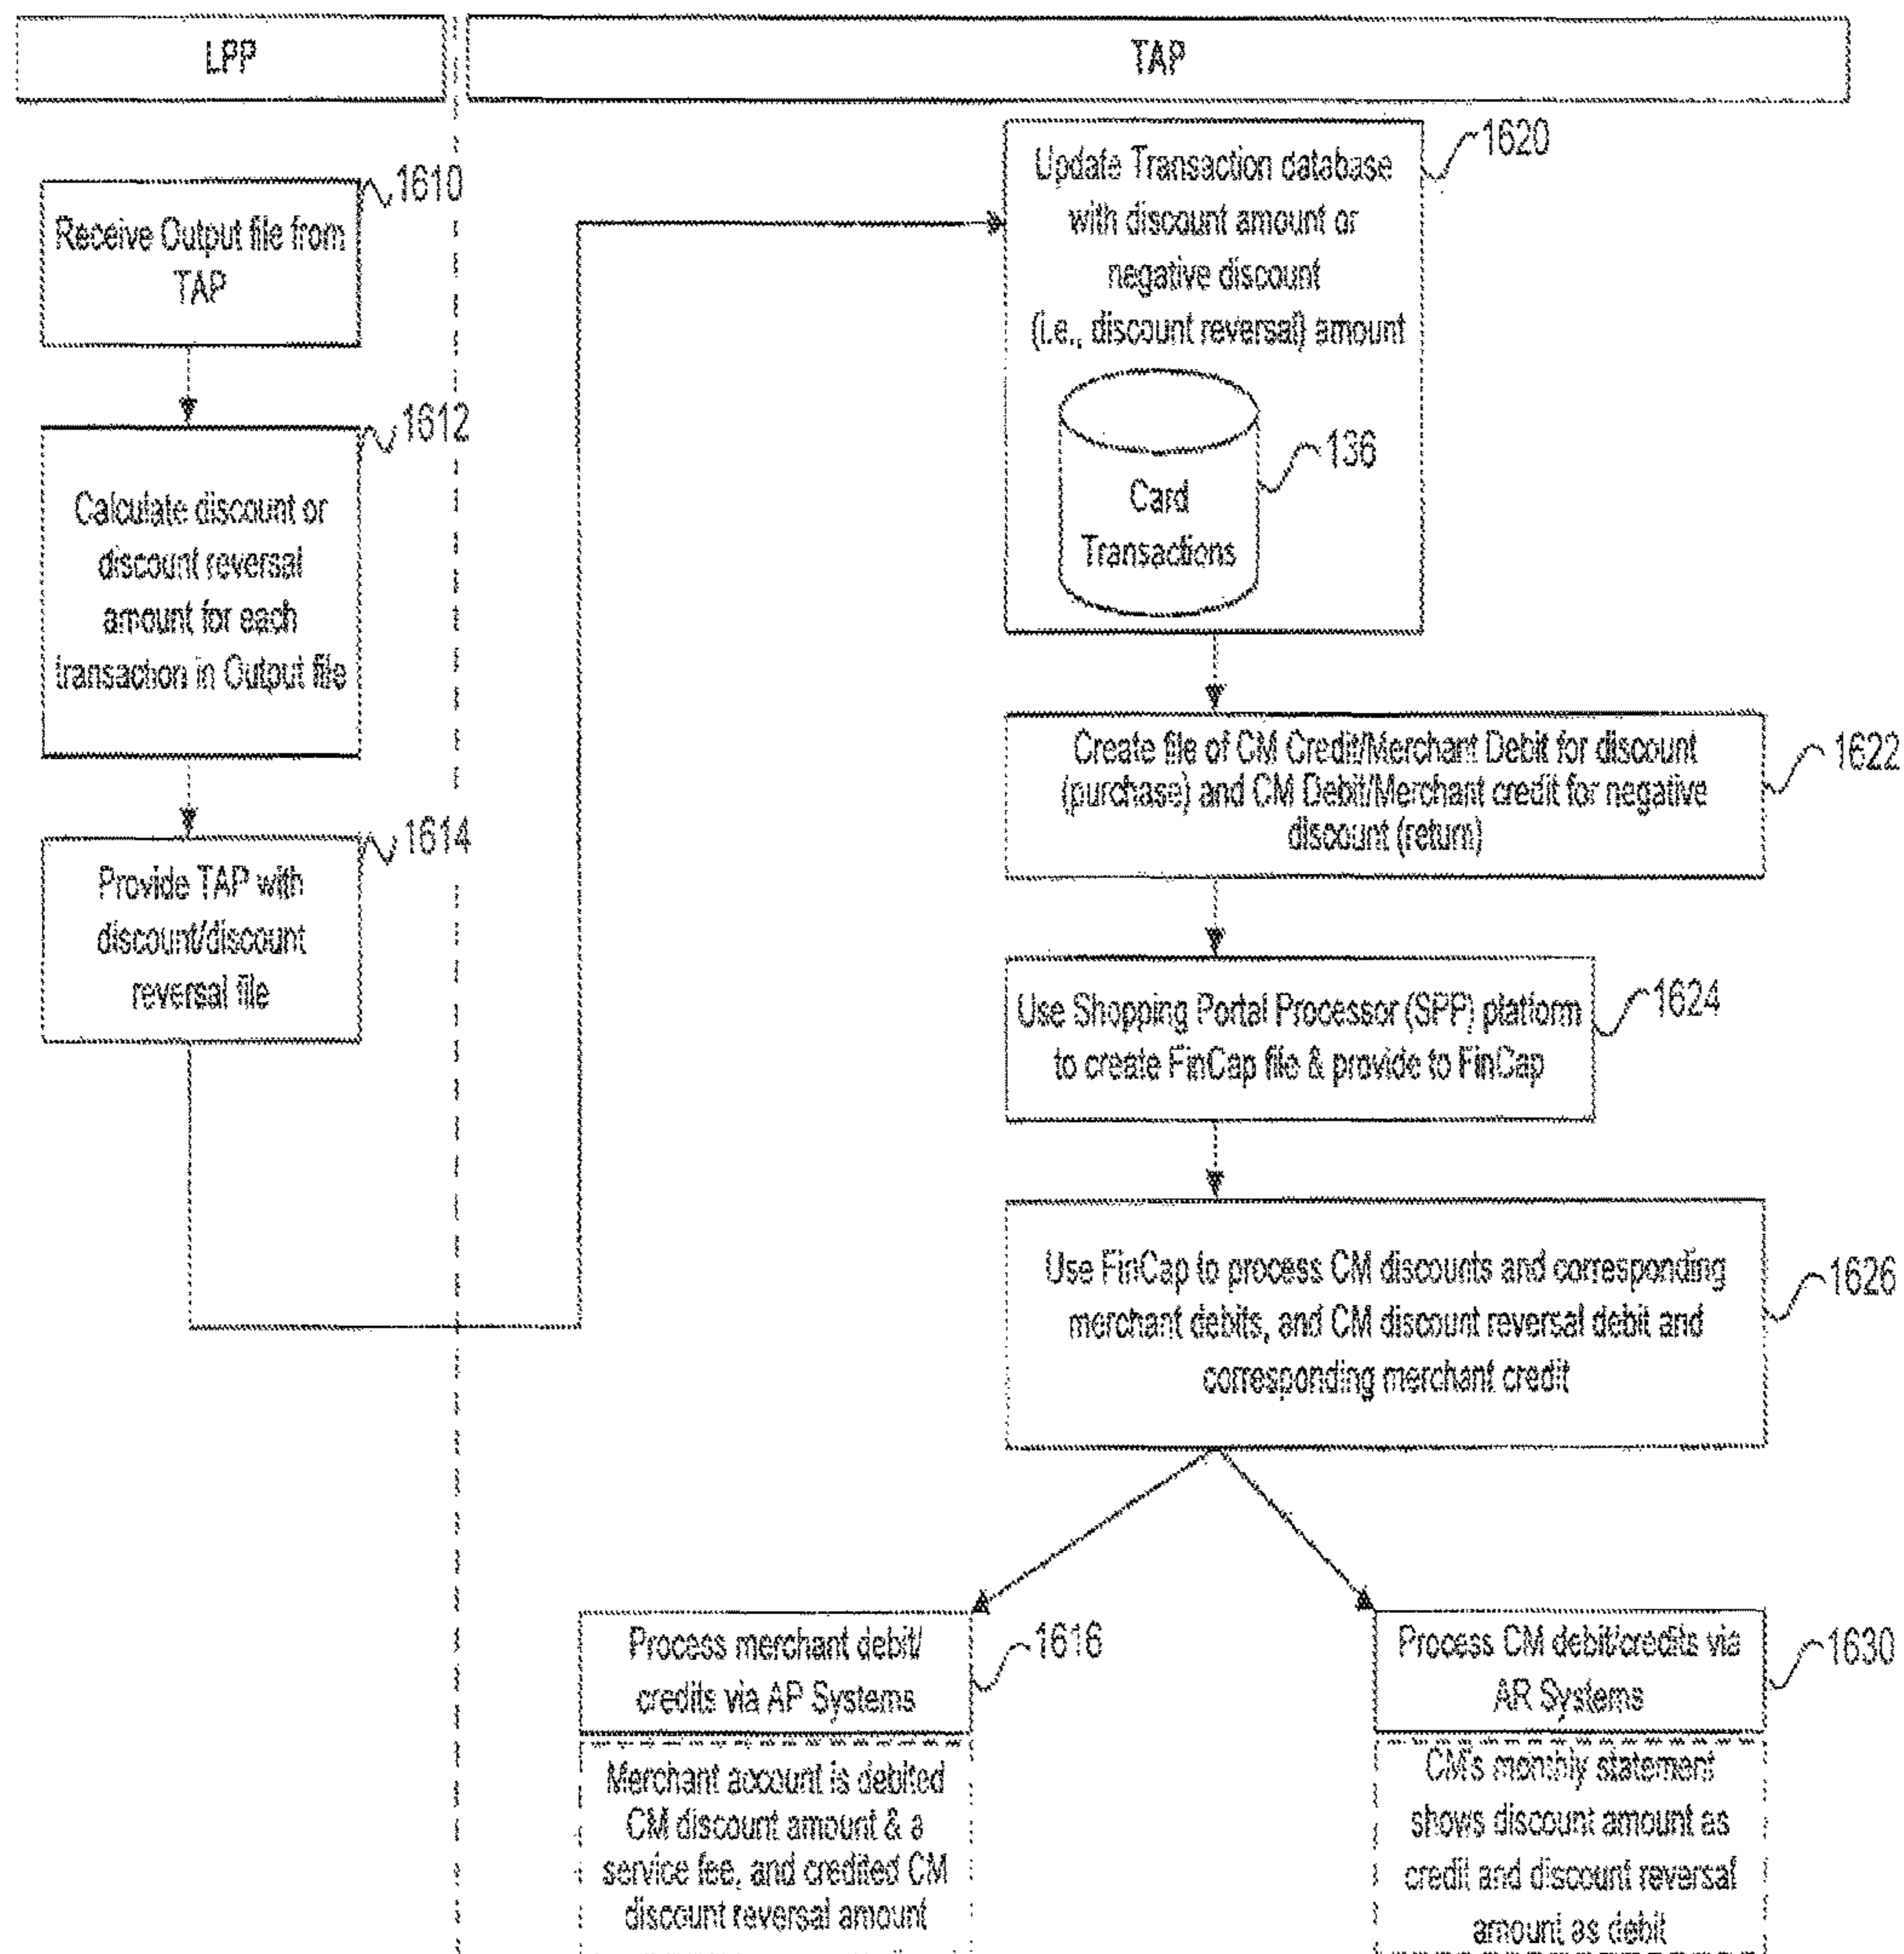 LPP
TAP
1610
Receive Output file from
TAP
1612
Calculate discount or
discount reversal
amount for each
transaction in Output file
1614
Provide TAP with
discount/discount
reversal file
1620
Update Transaction database
with discount amount or
negative discount
(i.e., discount reversal) amount
136
Card
Transactions
1622
Create file of CM Credit/Merchant Debit for discount
(purchase) and CM Debit/Merchant credit for negative
discount (return)
1624
Use Shopping Portal Processor (SPP) platform
to create FinCap file & provide to FinCap
1626
Use FinCap to process CM discounts and corresponding
merchant debits, and CM discount reversal debit and
corresponding merchant credit
1616
Process merchant debit/
credits via AP Systems
Merchant account is debited
CM discount amount & a
service fee, and credited CM
discount reversal amount
1630
Process CM debit/credits via
AR Systems
CM's monthly statement
shows discount amount as
credit and discount reversal
amount as debit